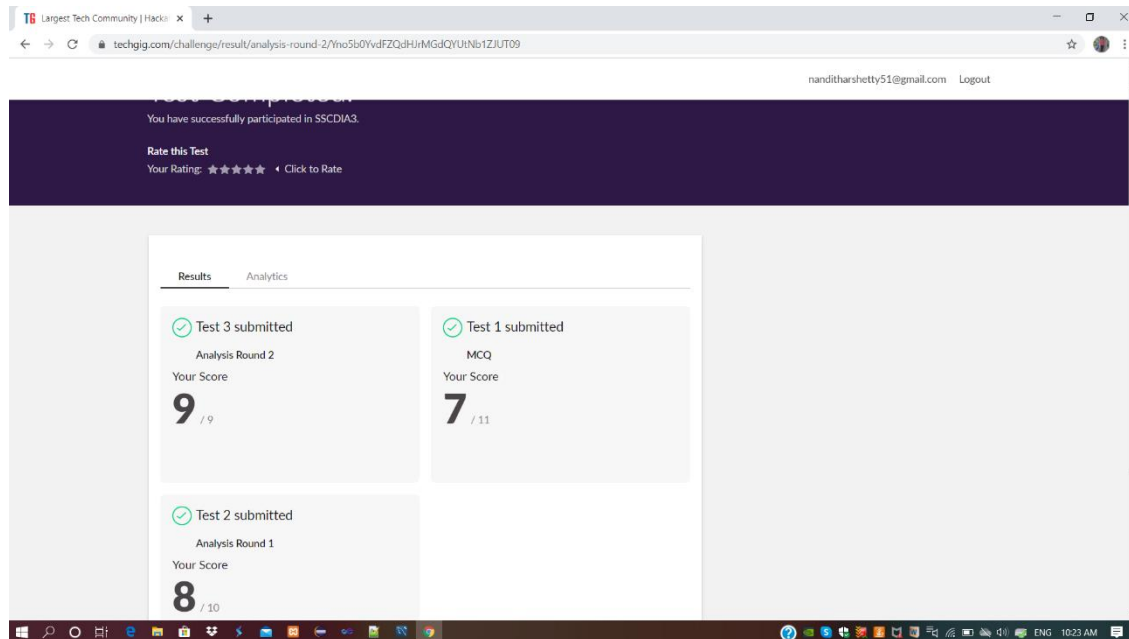 Largest Tech Community | Hacka
techgig.com/challenge/result/analysis-round-2/
nanditharshetty51@gmail.com Logout
Test Completed.
You have successfully participated in SSCDIA3.
Rate this Test
Your Rating: Click to Rate
Results Analytics
Test 3 submitted
Analysis Round 2
Your Score
9 / 9
Test 1 submitted
MCQ
Your Score
7 / 11
Test 2 submitted
Analysis Round 1
Your Score
8 / 10
ENG 10:23 AM